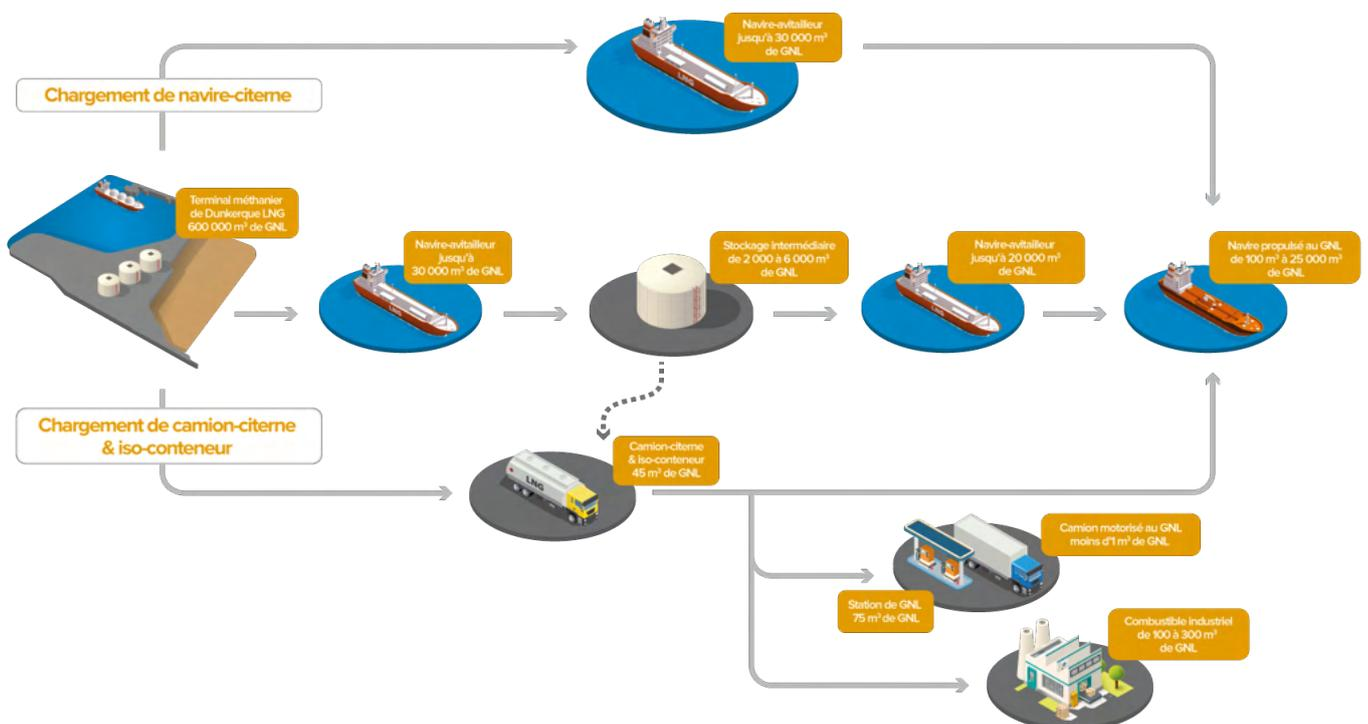 Navire-avitailleur
jusqu'à 30 000 m³
de GNL
Chargement de navire-citerne
Terminal méthanier
de Dunkerque LNG
600 000 m³ de GNL
Navire-avitailleur
jusqu'à
30 000 m³ de GNL
Stockage intermédiaire
de 2 000 à 6 000 m³
de GNL
Navire-avitailleur
jusqu'à 20 000 m³
de GNL
Navire propulsé au GNL
de 100 m³ à 25 000 m³
de GNL
LNG
LNG
LNG
Chargement de camion-citerne
& iso-conteneur
Camion-citerne
& iso-conteneur
45 m³ de GNL
LNG
Camion motorisé au GNL
moins d'1 m³ de GNL
Station de GNL
75 m³ de GNL
Combustible industriel
de 100 à 300 m³
de GNL